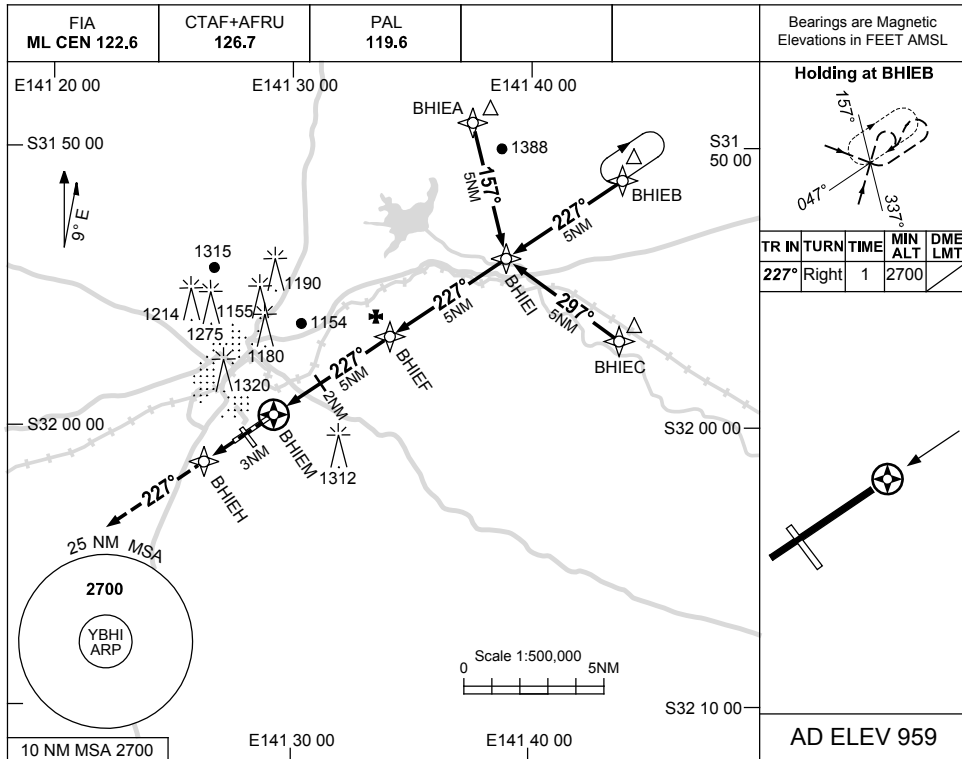 FIA
ML CEN 122.6
CTAF+AFRU
126.7
PAL
119.6
Bearings are Magnetic
Elevations in FEET AMSL
E141 20 00
E141 30 00
E141 40 00
S31 50 00
S31
50 00
9° E
BHIEA
1388
157°
5NM
BHIEB
227°
5NM
BHIEI
297°
5NM
BHIEC
227°
5NM
BHIEF
1315
1190
1214
1275
1155
1154
1180
1320
227°
5NM
2NM
S32 00 00
S32 00 00
BHIEM
3NM
1312
BHIEH
227°
25 NM MSA
2700
YBHI
ARP
Scale 1:500,000
0
5NM
S32 10 00
10 NM MSA 2700
E141 30 00
E141 40 00
Holding at BHIEB
157°
047°
337°
TR IN TURN TIME MIN ALT DME LMT
227° Right 1 2700
AD ELEV 959